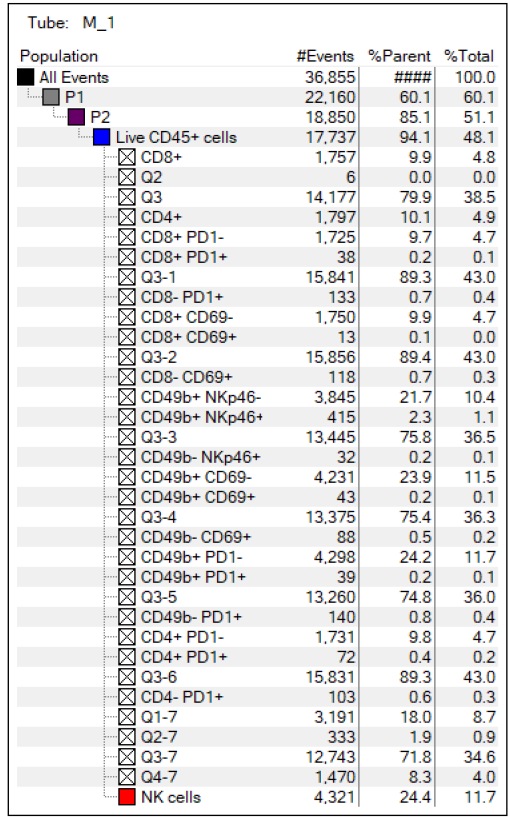 Tube: M_1
Population #Events %Parent %Total
All Events 36,855 #### 100.0
P1 22,160 60.1 60.1
P2 18,850 85.1 51.1
Live CD45+ cells 17,737 94.1 48.1
CD8+ 1,757 9.9 4.8
Q2 6 0.0 0.0
Q3 14,177 79.9 38.5
CD4+ 1,797 10.1 4.9
CD8+ PD1- 1,725 9.7 4.7
CD8+ PD1+ 38 0.2 0.1
Q3-1 15,841 89.3 43.0
CD8- PD1+ 133 0.7 0.4
CD8+ CD69- 1,750 9.9 4.7
CD8+ CD69+ 13 0.1 0.0
Q3-2 15,856 89.4 43.0
CD8- CD69+ 118 0.7 0.3
CD49b+ NKp46- 3,845 21.7 10.4
CD49b+ NKp46+ 415 2.3 1.1
Q3-3 13,445 75.8 36.5
CD49b- NKp46+ 32 0.2 0.1
CD49b+ CD69- 4,231 23.9 11.5
CD49b+ CD69+ 43 0.2 0.1
Q3-4 13,375 75.4 36.3
CD49b- CD69+ 88 0.5 0.2
CD49b+ PD1- 4,298 24.2 11.7
CD49b+ PD1+ 39 0.2 0.1
Q3-5 13,260 74.8 36.0
CD49b- PD1+ 140 0.8 0.4
CD4+ PD1- 1,731 9.8 4.7
CD4+ PD1+ 72 0.4 0.2
Q3-6 15,831 89.3 43.0
CD4- PD1+ 103 0.6 0.3
Q1-7 3,191 18.0 8.7
Q2-7 333 1.9 0.9
Q3-7 12,743 71.8 34.6
Q4-7 1,470 8.3 4.0
NK cells 4,321 24.4 11.7